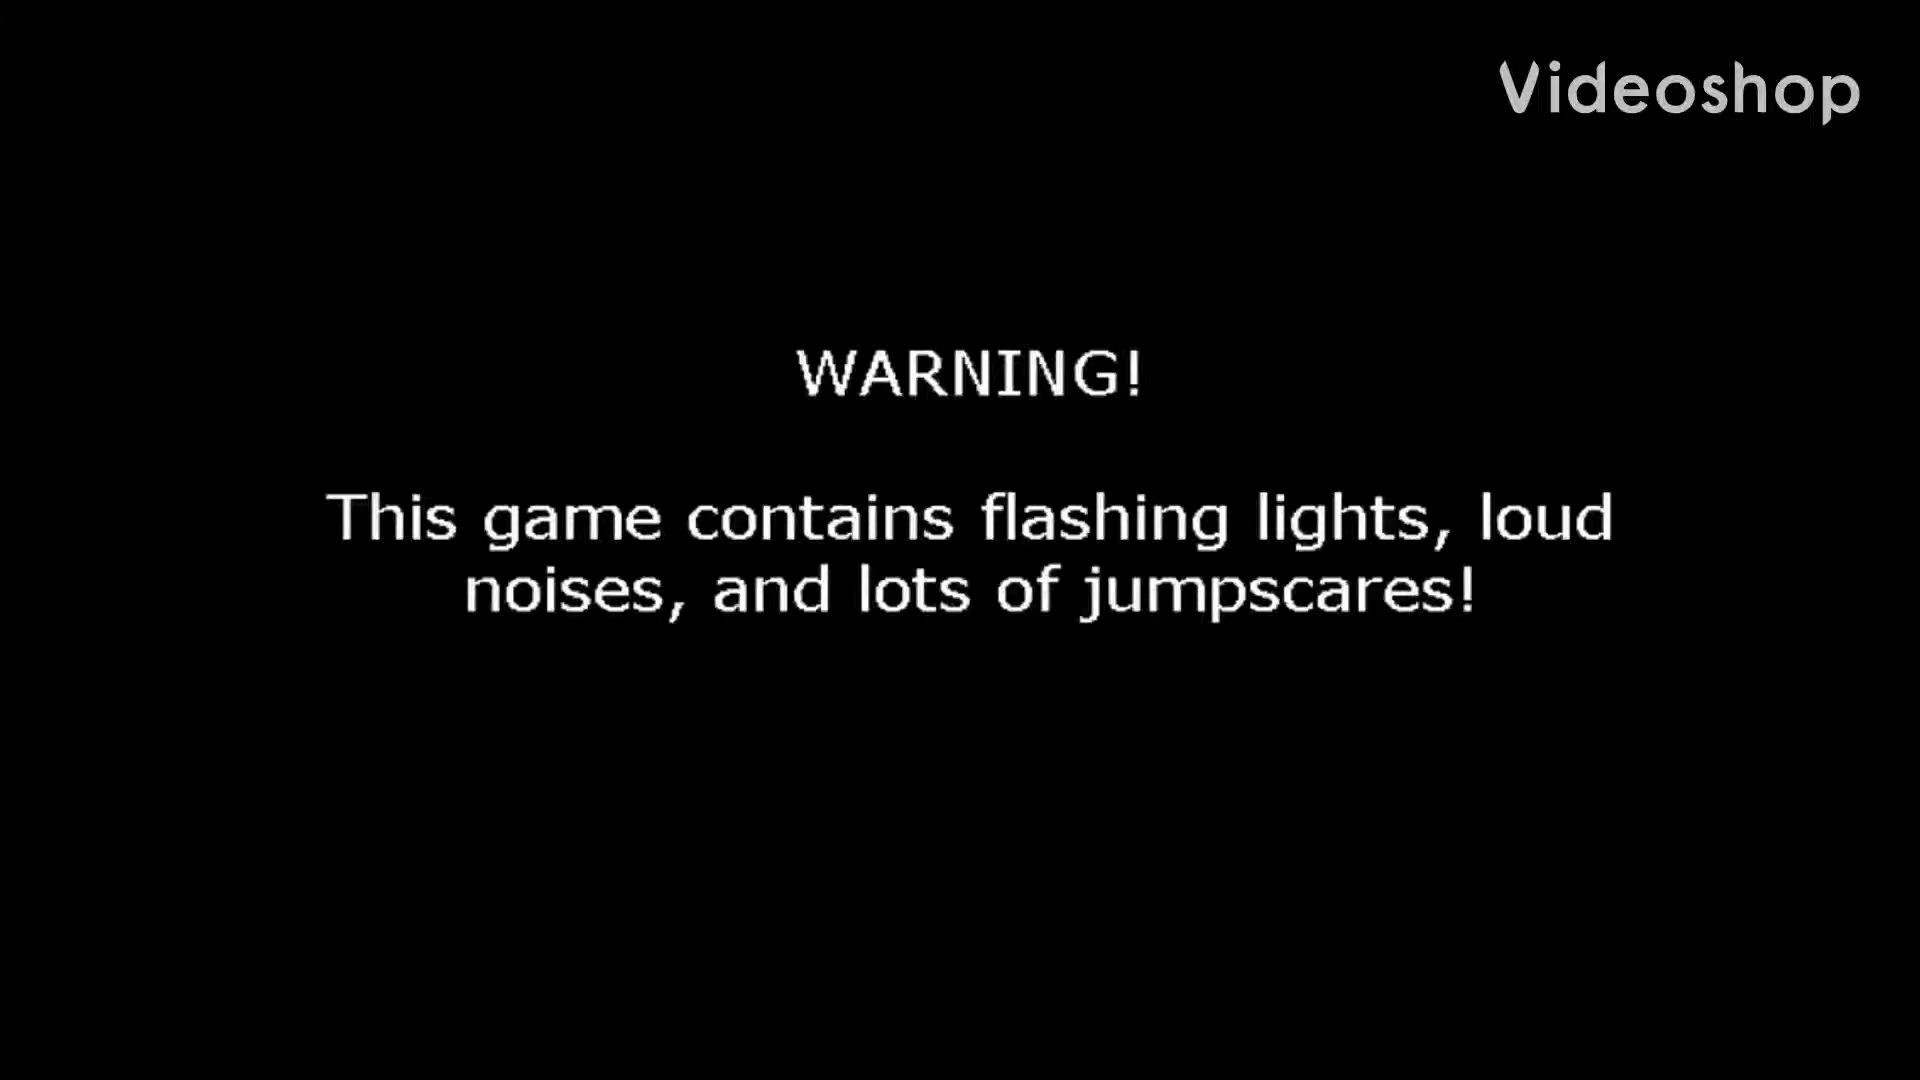 Videoshop
WARNING!
This game contains flashing lights, loud
noises, and lots of jumpscares!